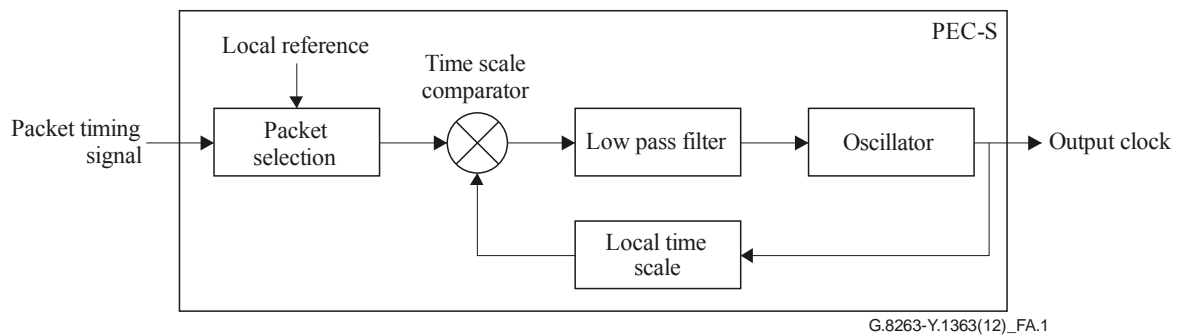 PEC-S
Local reference
Time scale
comparator
Packet timing
signal
Packet
selection
Low pass filter
Oscillator
Output clock
Local time
scale
G.8263-Y.1363(12)_FA.1